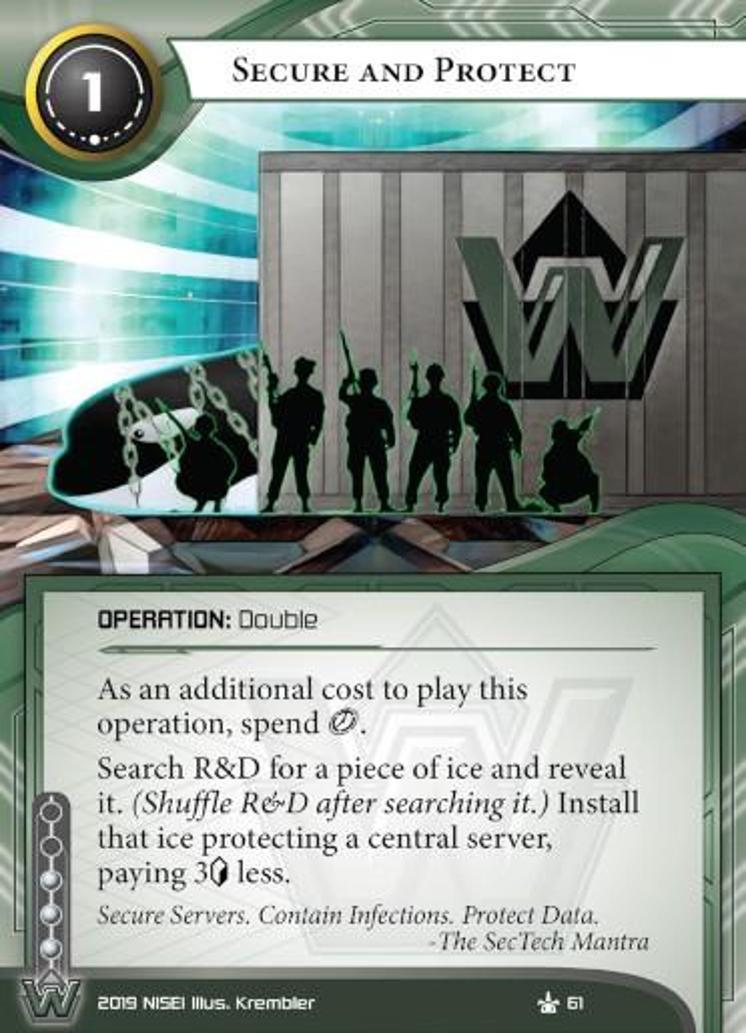 1
SECURE AND PROTECT
W
OPERATION: Double
As an additional cost to play this
operation, spend .
Search R&D for a piece of ice and reveal
it. (Shuffle R&D after searching it.) Install
that ice protecting a central server,
paying 3 less.
Secure Servers. Contain Infections. Protect Data.
-The SecTech Mantra
W
2019 NISEI Illus. Krembler
61